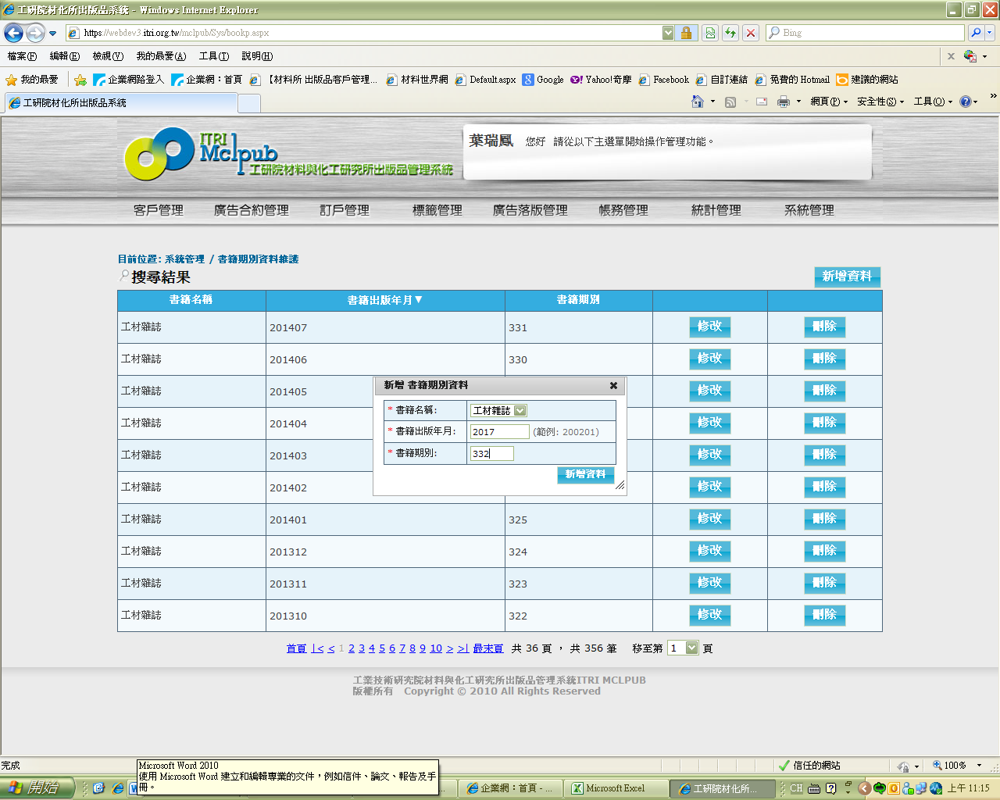 工研院材化所出版品系統 - Windows Internet Explorer
https://webdev3.itri.org.tw/mclpub/Sys/bookp.aspx
Bing
檔案(F) 編輯(E) 檢視(V) 我的最愛(A) 工具(T) 說明(H)
我的最愛 企業網路登入 企業網：首頁 【材料所 出版品客戶管理... 材料世界網 Default.aspx Google Yahoo!奇摩 Facebook 自訂連結 免費的 Hotmail 建議的網站
工研院材化所出版品系統 網頁(P) 安全性(S) 工具(O) »
ITRI
Mclpub
工研院材料與化工研究所出版品管理系統
葉瑞鳳 您好 請從以下主選單開始操作管理功能。
客戶管理 廣告合約管理 訂戶管理 標籤管理 廣告落版管理 帳務管理 統計管理 系統管理
目前位置: 系統管理 / 書籍期別資料維護
搜尋結果 新增資料
書籍名稱 書籍出版年月▼ 書籍期別
工材雜誌 201407 331 修改 刪除
工材雜誌 201406 330 修改 刪除
工材雜誌 201405 修改 刪除
工材雜誌 201404 修改 刪除
工材雜誌 201403 修改 刪除
工材雜誌 201402 修改 刪除
工材雜誌 201401 325 修改 刪除
工材雜誌 201312 324 修改 刪除
工材雜誌 201311 323 修改 刪除
工材雜誌 201310 322 修改 刪除
新增 書籍期別資料
* 書籍名稱: 工材雜誌
* 書籍出版年月: 2017 (範例: 200201)
* 書籍期別: 332
新增資料
首頁 |< < 1 2 3 4 5 6 7 8 9 10 > >| 最末頁 共 36 頁 ， 共 356 筆 移至第 1 頁
工業技術研究院材料與化工研究所出版品管理系統ITRI MCLPUB
版權所有 Copyright © 2010 All Rights Reserved
完成 信任的網站 100%
Microsoft Word 2010
使用 Microsoft Word 建立和編輯專業的文件，例如信件、論文、報告及手
冊。
開始 企業網：首頁 - ... Microsoft Excel 工研院材化所... CH 上午 11:15